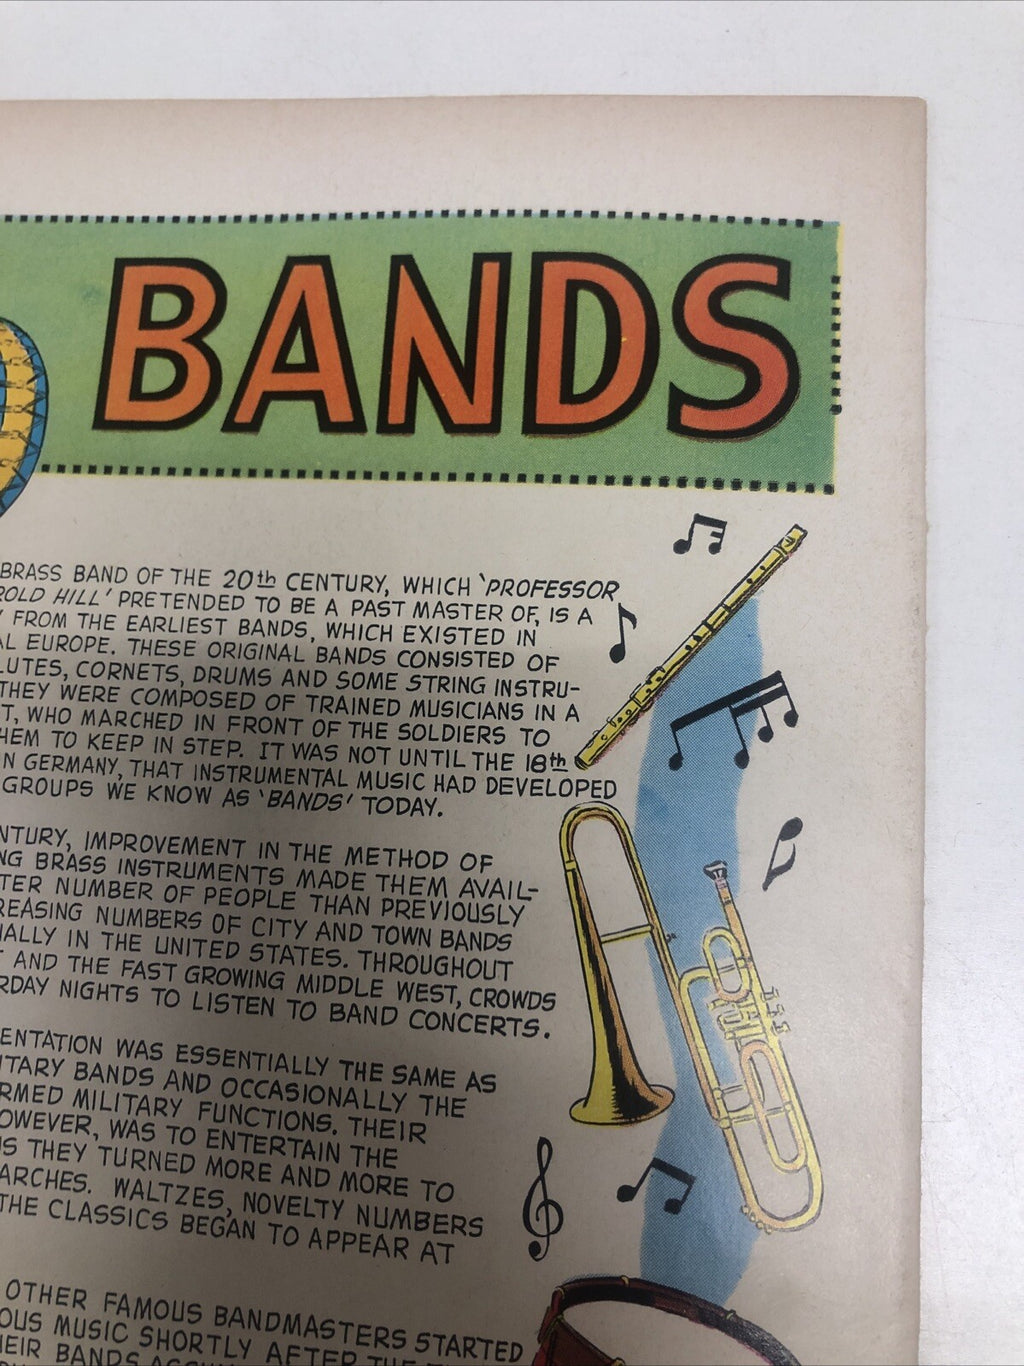 BANDS
BRASS BAND OF THE 20th CENTURY, WHICH 'PROFESSOR
HILL' PRETENDED TO BE A PAST MASTER OF, IS A
FROM THE EARLIEST BANDS, WHICH EXISTED IN
EUROPE. THESE ORIGINAL BANDS CONSISTED OF
CORNETS, DRUMS AND SOME STRING INSTRU-
THEY WERE COMPOSED OF TRAINED MUSICIANS IN A
WHO MARCHED IN FRONT OF THE SOLDIERS TO
TO KEEP IN STEP. IT WAS NOT UNTIL THE 18th
GERMANY, THAT INSTRUMENTAL MUSIC HAD DEVELOPED
GROUPS WE KNOW AS 'BANDS' TODAY.
IMPROVEMENT IN THE METHOD OF
BRASS INSTRUMENTS MADE THEM AVAIL-
NUMBER OF PEOPLE THAN PREVIOUSLY
NUMBERS OF CITY AND TOWN BANDS
IN THE UNITED STATES. THROUGHOUT
AND THE FAST GROWING MIDDLE WEST, CROWDS
NIGHTS TO LISTEN TO BAND CONCERTS.
WAS ESSENTIALLY THE SAME AS
BANDS AND OCCASIONALLY THE
MILITARY FUNCTIONS. THEIR
WAS TO ENTERTAIN THE
THEY TURNED MORE AND MORE TO
WALTZES, NOVELTY NUMBERS
THE CLASSICS BEGAN TO APPEAR AT
OTHER FAMOUS BANDMASTERS STARTED
MUSIC SHORTLY AFTER THE
BANDS